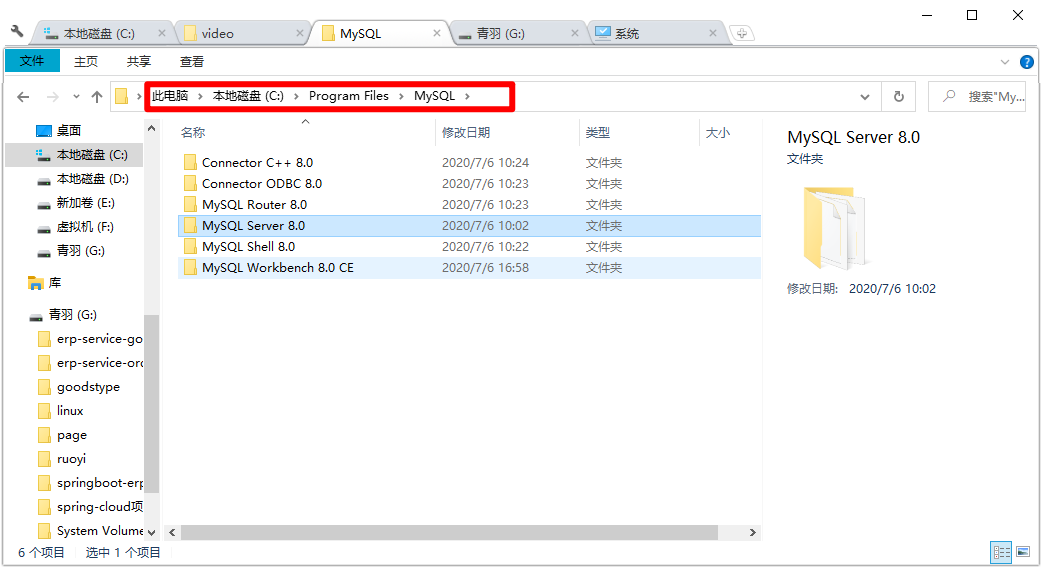 本地磁盘 (C:) video MySQL 青羽 (G:) 系统
文件 主页 共享 查看
此电脑 本地磁盘 (C:) Program Files MySQL 搜索"My...
桌面
本地磁盘 (C:)
本地磁盘 (D:)
新加卷 (E:)
虚拟机 (F:)
青羽 (G:)
库
青羽 (G:)
erp-service-go
erp-service-orc
goodstype
linux
page
ruoyi
springboot-erp
spring-cloud项
System Volume
名称 修改日期 类型 大小
Connector C++ 8.0 2020/7/6 10:24 文件夹
Connector ODBC 8.0 2020/7/6 10:23 文件夹
MySQL Router 8.0 2020/7/6 10:23 文件夹
MySQL Server 8.0 2020/7/6 10:02 文件夹
MySQL Shell 8.0 2020/7/6 10:22 文件夹
MySQL Workbench 8.0 CE 2020/7/6 16:58 文件夹
MySQL Server 8.0
文件夹
修改日期: 2020/7/6 10:02
6 个项目 选中 1 个项目